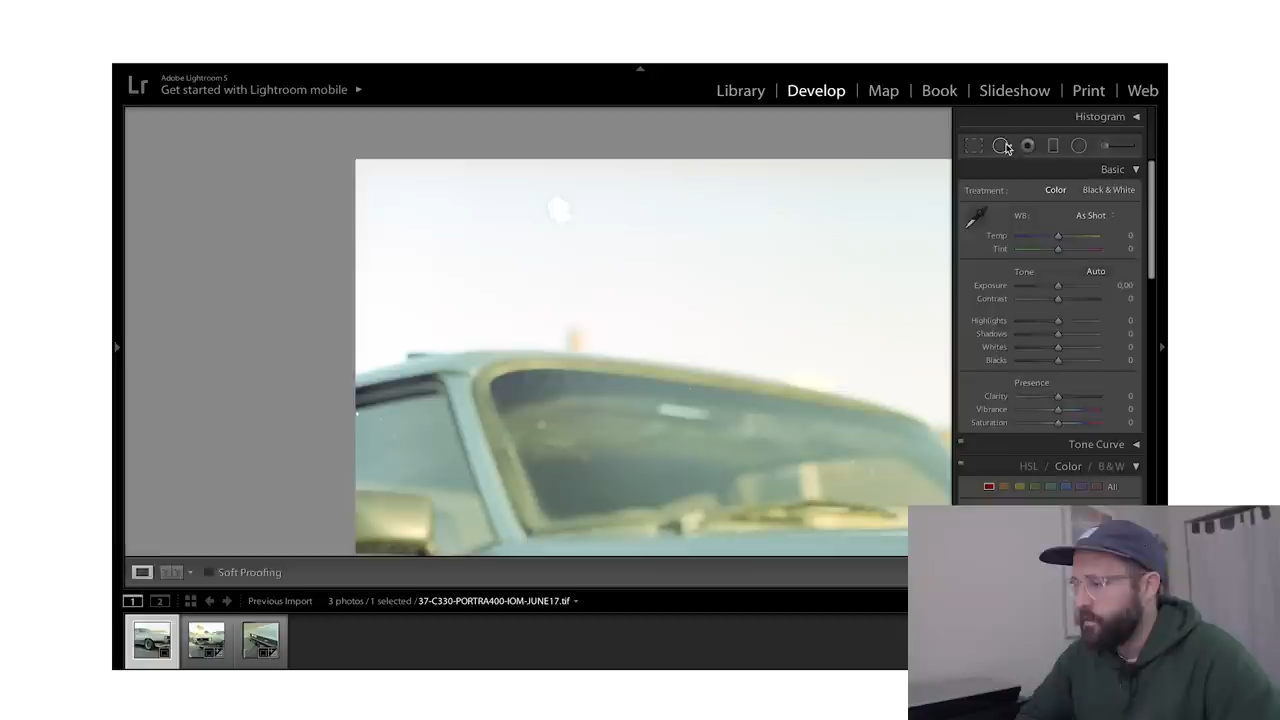 Lr
Adobe Lightroom 5
Get started with Lightroom mobile
Library | Develop | Map | Book | Slideshow | Print | Web
Histogram
Basic
Treatment : Color Black & White
WB : As Shot
Temp 0
Tint 0
Tone Auto
Exposure 0,00
Contrast 0
Highlights 0
Shadows 0
Whites 0
Blacks 0
Presence
Clarity 0
Vibrance 0
Saturation 0
Tone Curve
HSL / Color / B & W
All
Soft Proofing
1 2 Previous Import 3 photos / 1 selected / 37-C330-PORTRA400-IOM-JUNE17.tif